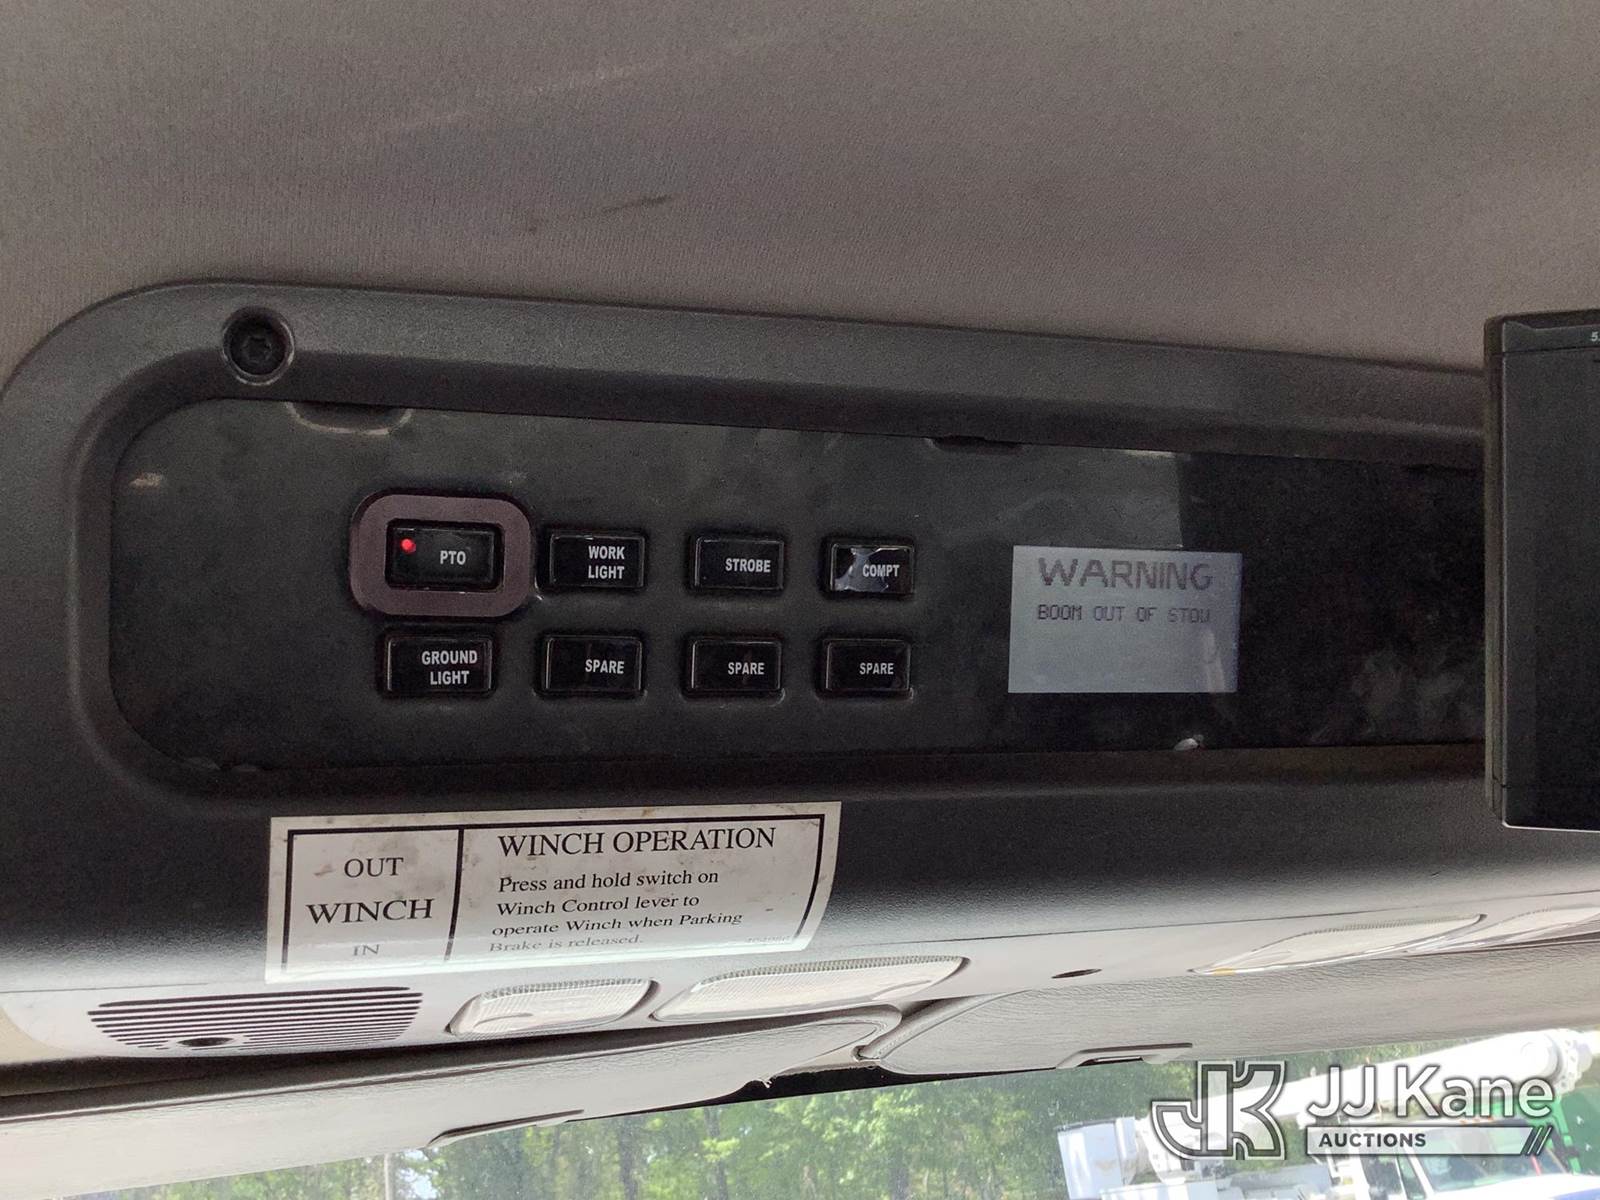 PTO
WORK
LIGHT
STROBE
COMPT
GROUND
LIGHT
SPARE
SPARE
SPARE
WARNING
BOOM OUT OF STOW
OUT
WINCH
IN
WINCH OPERATION
Press and hold switch on
Winch Control lever to
operate Winch when Parking
Brake is released.
JK
JJ Kane
AUCTIONS